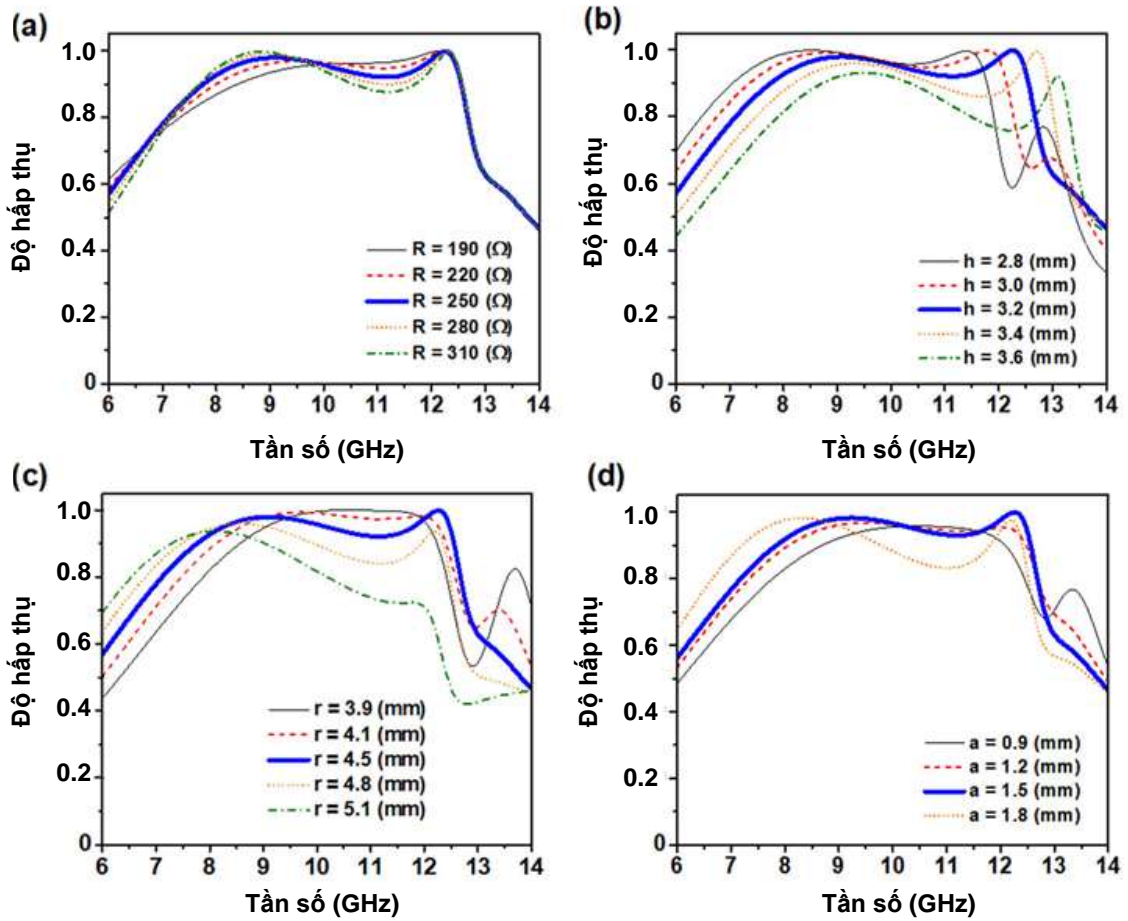 (a)
1.0
0.8
0.6
0.4
0.2
0
6 7 8 9 10 11 12 13 14
Độ hấp thụ
Tần số (GHz)
R = 190 (Ω)
R = 220 (Ω)
R = 250 (Ω)
R = 280 (Ω)
R = 310 (Ω)
(b)
1.0
0.8
0.6
0.4
0.2
0
6 7 8 9 10 11 12 13 14
Độ hấp thụ
Tần số (GHz)
h = 2.8 (mm)
h = 3.0 (mm)
h = 3.2 (mm)
h = 3.4 (mm)
h = 3.6 (mm)
(c)
1.0
0.8
0.6
0.4
0.2
0
6 7 8 9 10 11 12 13 14
Độ hấp thụ
Tần số (GHz)
r = 3.9 (mm)
r = 4.1 (mm)
r = 4.5 (mm)
r = 4.8 (mm)
r = 5.1 (mm)
(d)
1.0
0.8
0.6
0.4
0.2
0
6 7 8 9 10 11 12 13 14
Độ hấp thụ
Tần số (GHz)
a = 0.9 (mm)
a = 1.2 (mm)
a = 1.5 (mm)
a = 1.8 (mm)